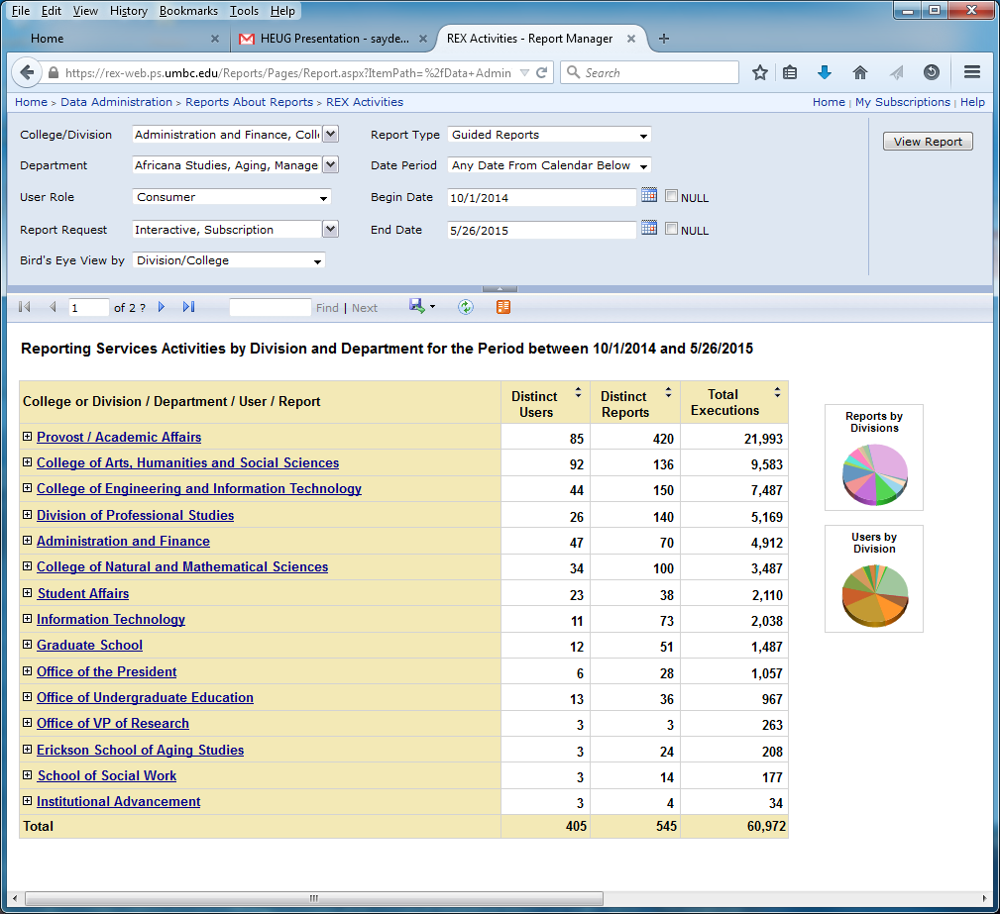 File Edit View History Bookmarks Tools Help
Home HEUG Presentation - sayde... REX Activities - Report Manager
https://rex-web.ps.umbc.edu/Reports/Pages/Report.aspx?ItemPath=%2fData+Admin Search
Home > Data Administration > Reports About Reports > REX Activities Home | My Subscriptions | Help
College/Division Administration and Finance, Coll Report Type Guided Reports View Report
Department Africana Studies, Aging, Manage Date Period Any Date From Calendar Below
User Role Consumer Begin Date 10/1/2014 NULL
Report Request Interactive, Subscription End Date 5/26/2015 NULL
Bird's Eye View by Division/College
1 of 2 ? Find | Next
Reporting Services Activities by Division and Department for the Period between 10/1/2014 and 5/26/2015
College or Division / Department / User / Report Distinct Users Distinct Reports Total Executions
Provost / Academic Affairs 85 420 21,993
College of Arts, Humanities and Social Sciences 92 136 9,583
College of Engineering and Information Technology 44 150 7,487
Division of Professional Studies 26 140 5,169
Administration and Finance 47 70 4,912
College of Natural and Mathematical Sciences 34 100 3,487
Student Affairs 23 38 2,110
Information Technology 11 73 2,038
Graduate School 12 51 1,487
Office of the President 6 28 1,057
Office of Undergraduate Education 13 36 967
Office of VP of Research 3 3 263
Erickson School of Aging Studies 3 24 208
School of Social Work 3 14 177
Institutional Advancement 3 4 34
Total 405 545 60,972
Reports by
Divisions
Users by
Division